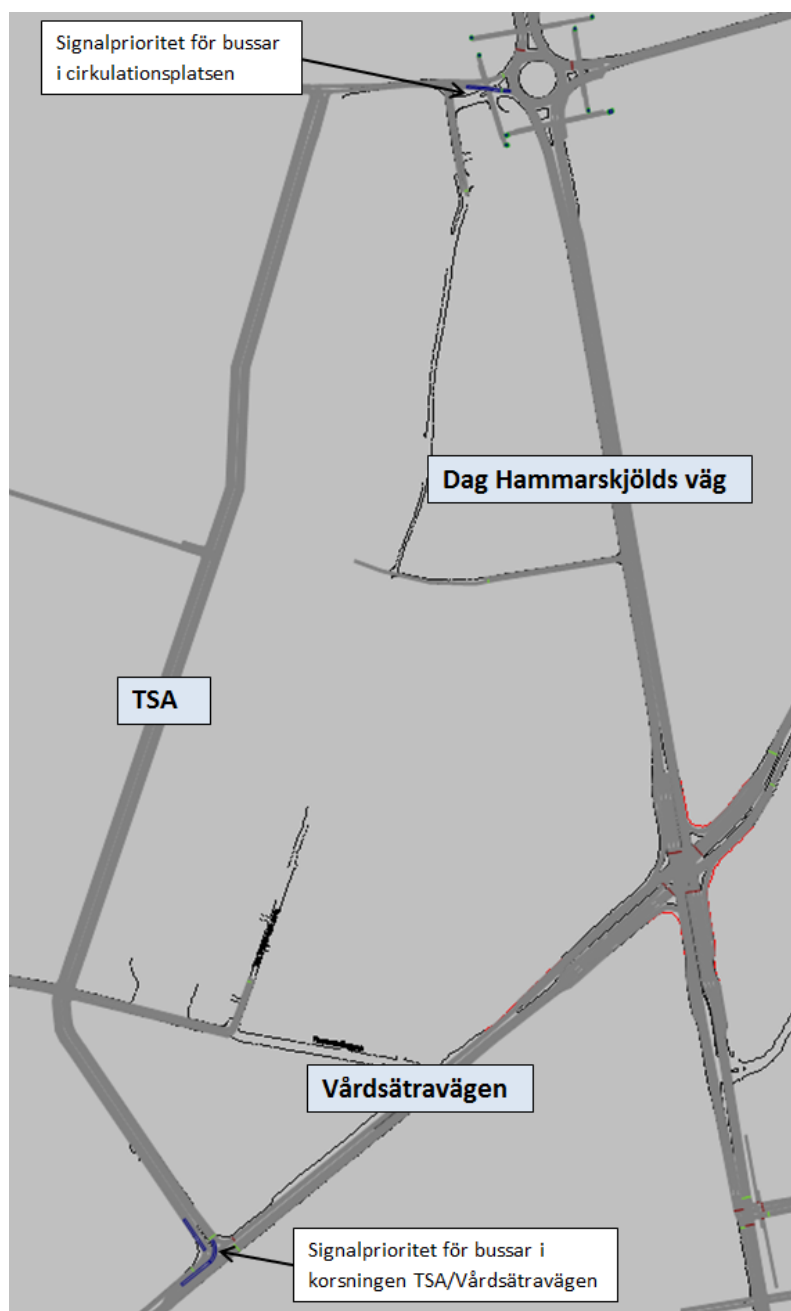 Signalprioritet för bussar
i cirkulationsplatsen
Dag Hammarskjölds väg
TSA
Vårdsätravägen
Signalprioritet för bussar i
korsningen TSA/Vårdsätravägen